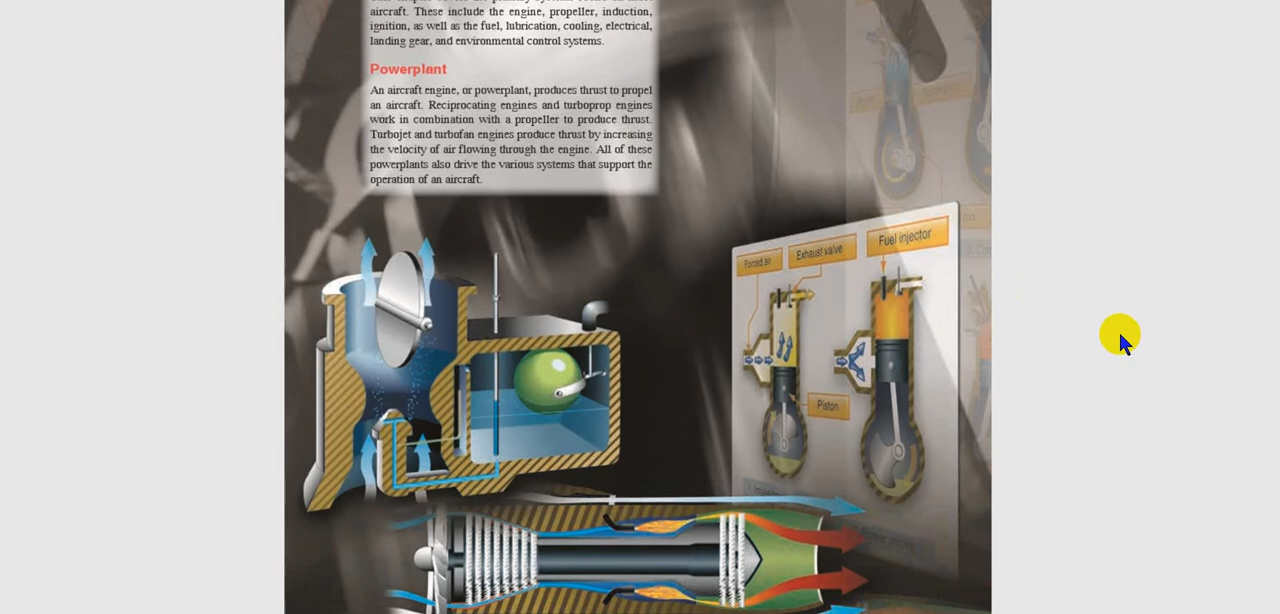 aircraft. These include the engine, propeller, induction,
ignition, as well as the fuel, lubrication, cooling, electrical,
landing gear, and environmental control systems.
Powerplant
An aircraft engine, or powerplant, produces thrust to propel
an aircraft. Reciprocating engines and turboprop engines
work in combination with a propeller to produce thrust.
Turbojet and turbofan engines produce thrust by increasing
the velocity of air flowing through the engine. All of these
powerplants also drive the various systems that support the
operation of an aircraft.
Fuel injector
Exhaust valve
Forced air
Piston